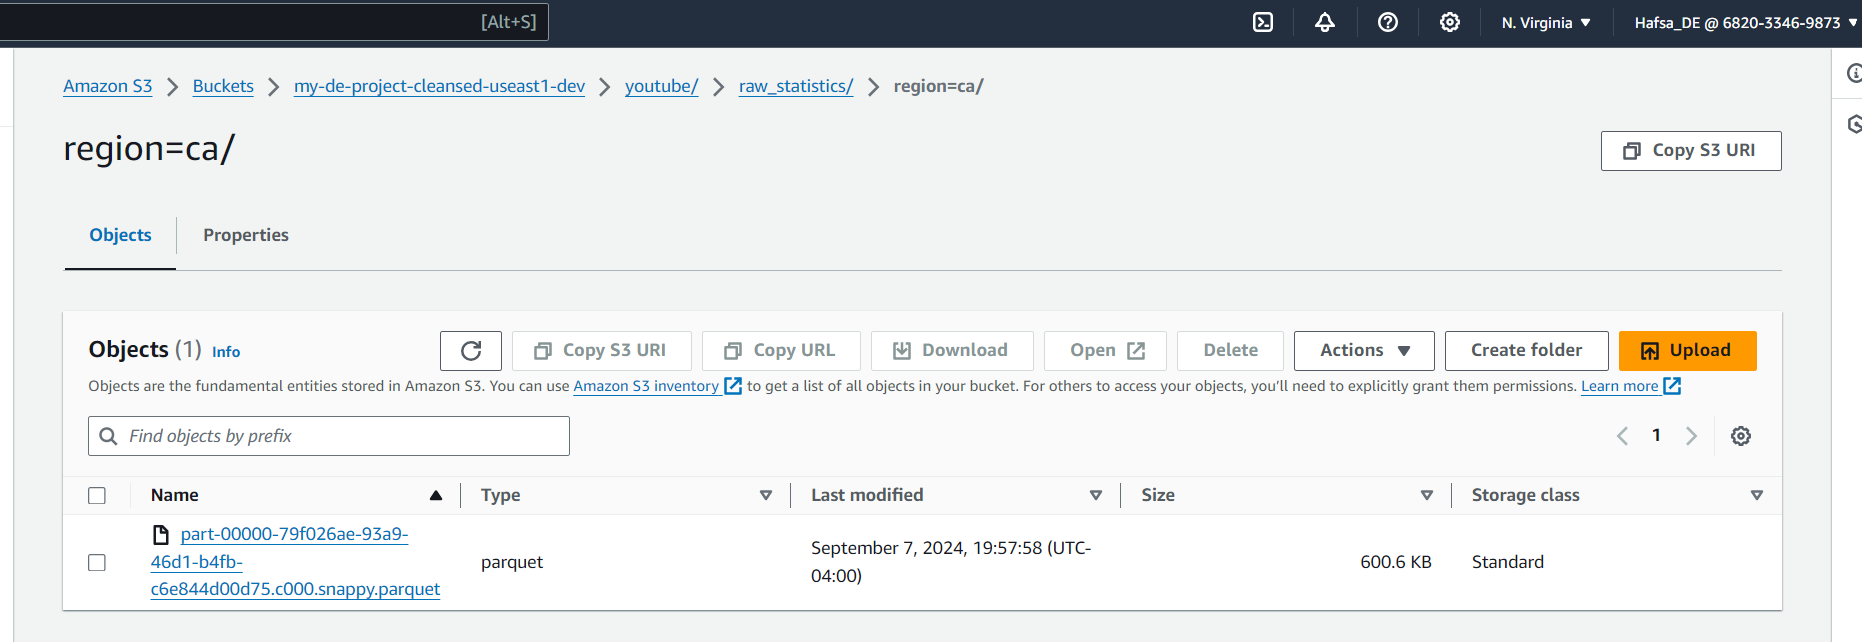 [Alt+S]
N. Virginia
Hafsa_DE @ 6820-3346-9873
Amazon S3
Buckets
my-de-project-cleansed-useast1-dev
youtube/
raw_statistics/
region=ca/
region=ca/
Copy S3 URI
Objects
Properties
Objects (1)
Info
Copy S3 URI
Copy URL
Download
Open
Delete
Actions
Create folder
Upload
Objects are the fundamental entities stored in Amazon S3. You can use Amazon S3 inventory to get a list of all objects in your bucket. For others to access your objects, you'll need to explicitly grant them permissions. Learn more
Find objects by prefix
1
Name
Type
Last modified
Size
Storage class
part-00000-79f026ae-93a9-
46d1-b4fb-
c6e844d00d75.c000.snappy.parquet
parquet
September 7, 2024, 19:57:58 (UTC-
04:00)
600.6 KB
Standard